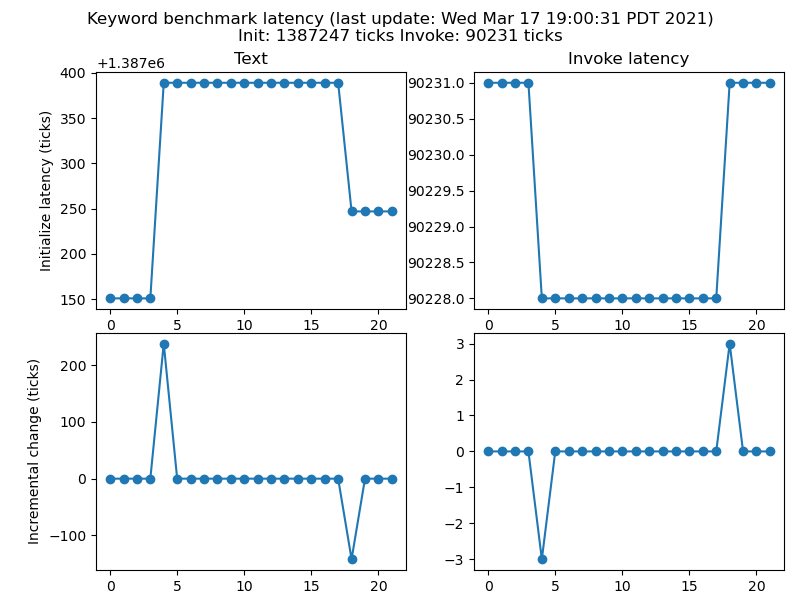 Keyword benchmark latency (last update: Wed Mar 17 19:00:31 PDT 2021)
Init: 1387247 ticks Invoke: 90231 ticks
Text
Invoke latency
+1.387e6
Initialize latency (ticks)
400
350
300
250
200
150
0 5 10 15 20
90231.0
90230.5
90230.0
90229.5
90229.0
90228.5
90228.0
0 5 10 15 20
Incremental change (ticks)
200
100
0
−100
0 5 10 15 20
3
2
1
0
−1
−2
−3
0 5 10 15 20